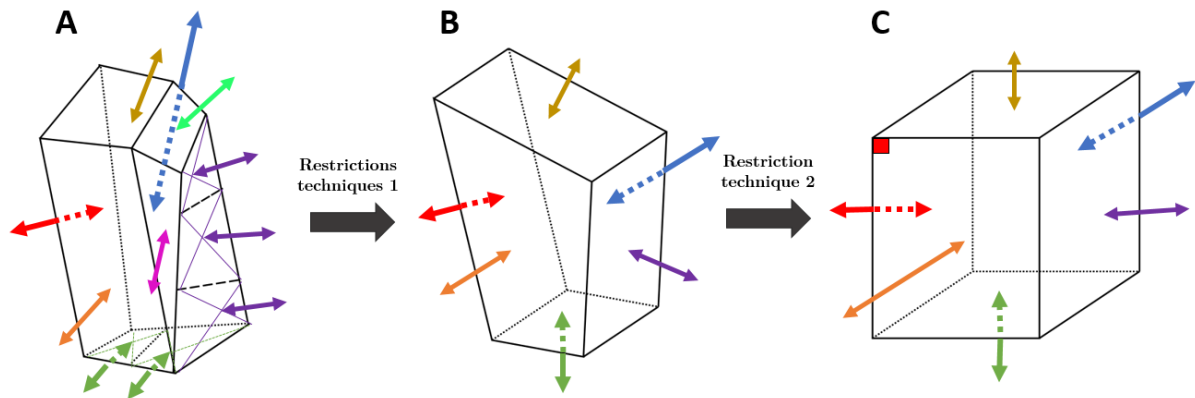 A
B
C
Restrictions
techniques 1
Restriction
technique 2